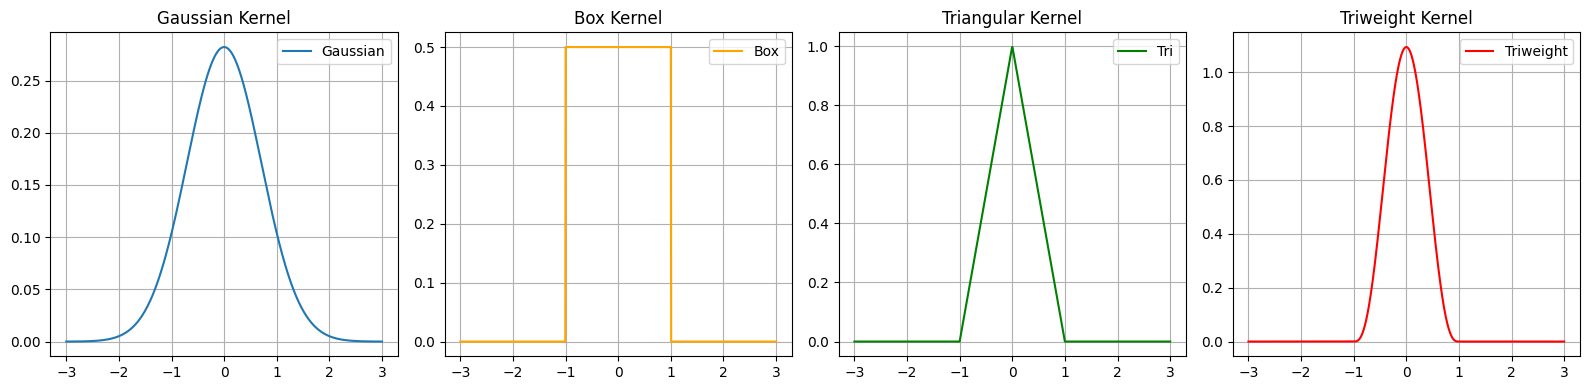 Gaussian Kernel
Gaussian
0.25
0.20
0.15
0.10
0.05
0.00
−3 −2 −1 0 1 2 3
Box Kernel
Box
0.5
0.4
0.3
0.2
0.1
0.0
−3 −2 −1 0 1 2 3
Triangular Kernel
Tri
1.0
0.8
0.6
0.4
0.2
0.0
−3 −2 −1 0 1 2 3
Triweight Kernel
Triweight
1.0
0.8
0.6
0.4
0.2
0.0
−3 −2 −1 0 1 2 3